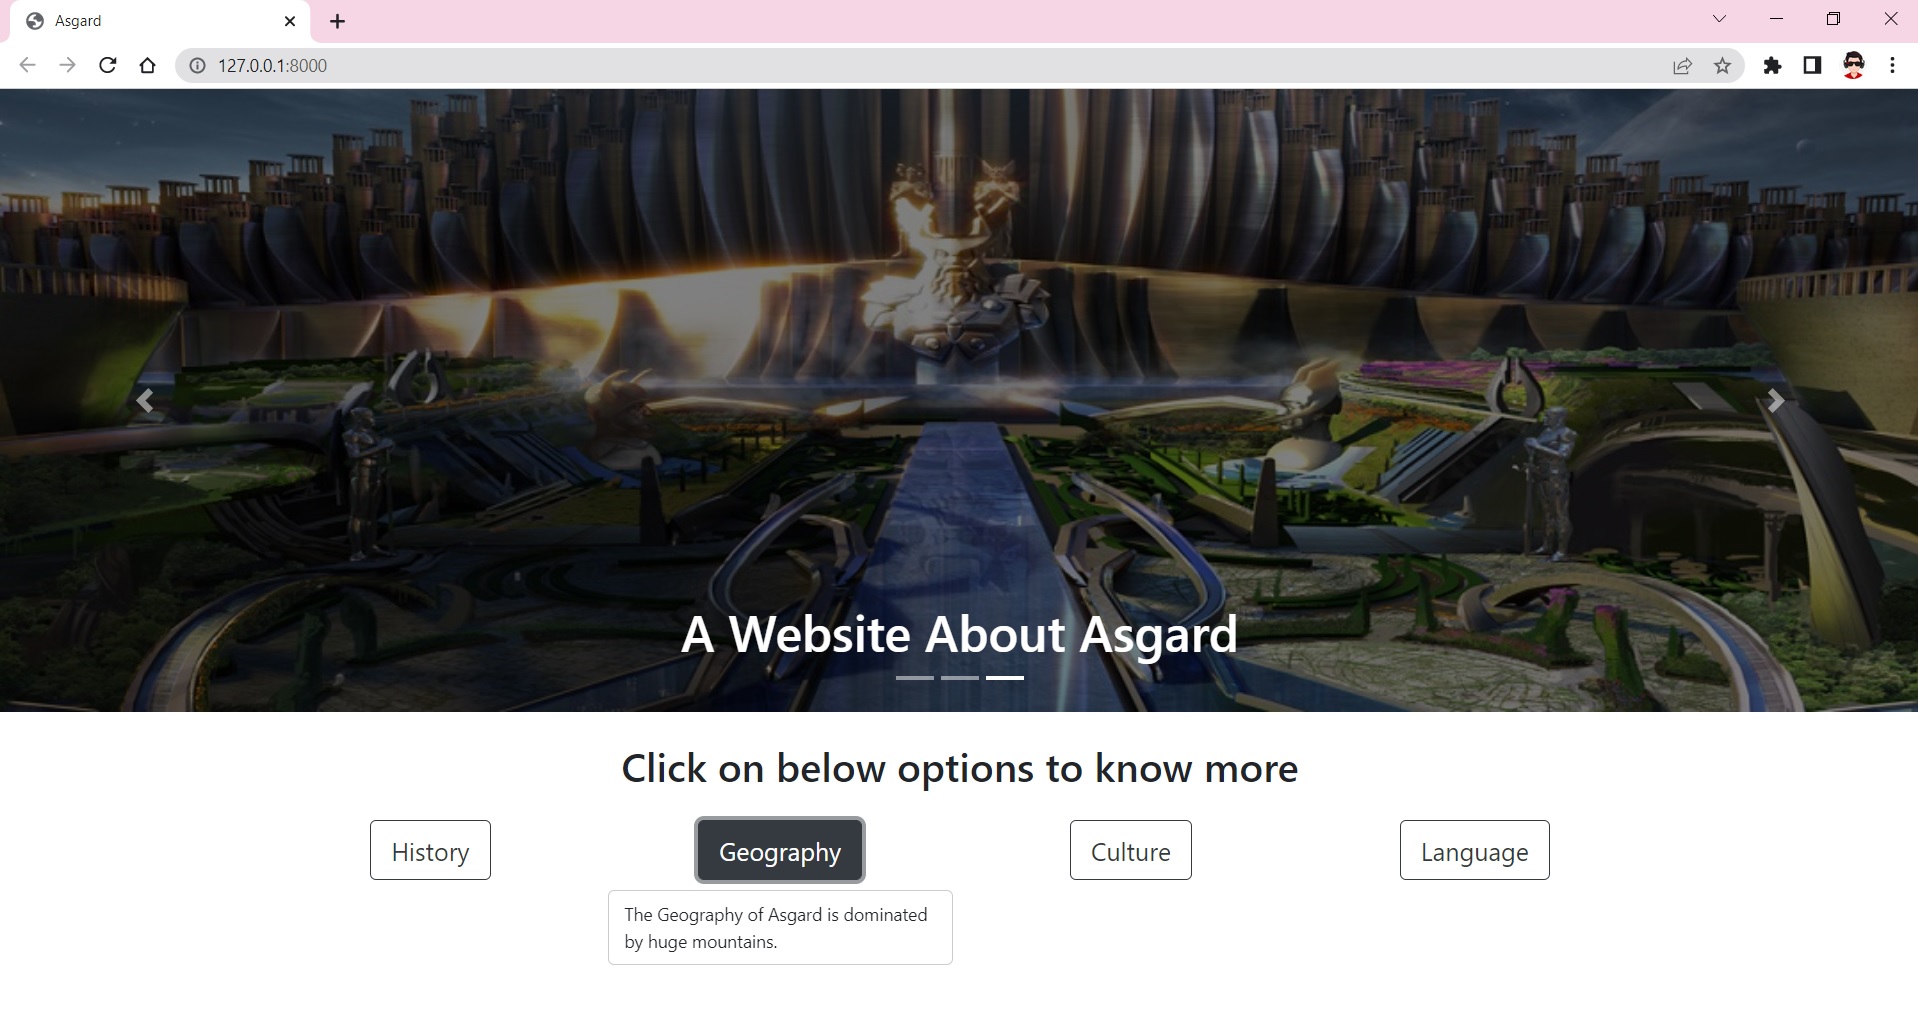 Asgard
127.0.0.1:8000
A Website About Asgard
Click on below options to know more
History
Geography
Culture
Language
The Geography of Asgard is dominated
by huge mountains.